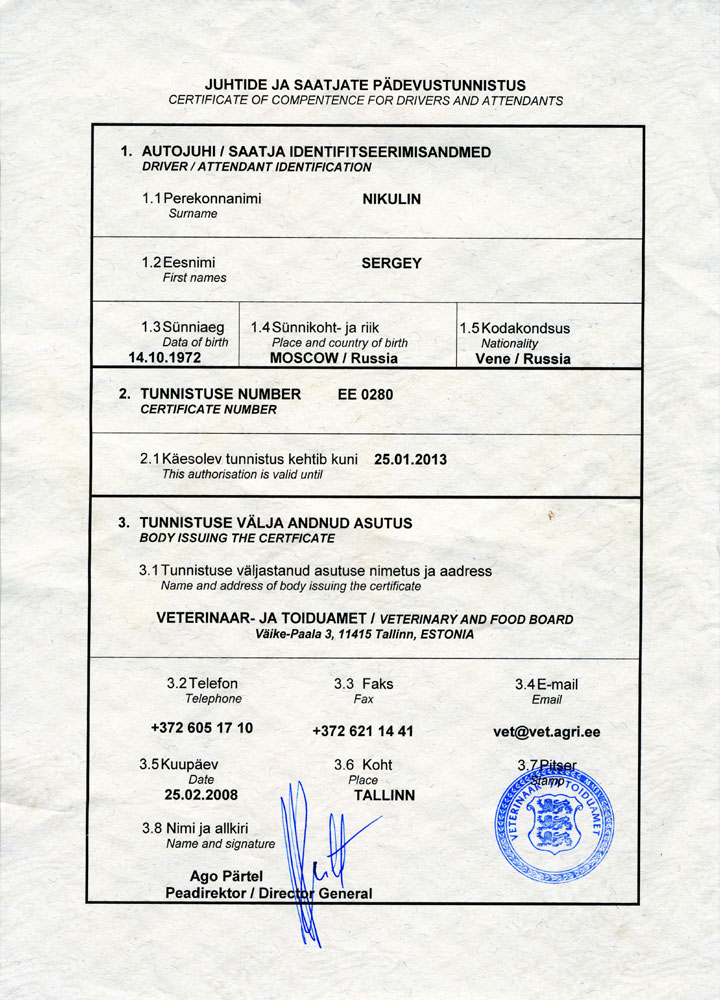 JUHTIDE JA SAATJATE PÄDEVUSTUNNISTUS
CERTIFICATE OF COMPENTENCE FOR DRIVERS AND ATTENDANTS
1. AUTOJUHI / SAATJA IDENTIFITSEERIMISANDMED
DRIVER / ATTENDANT IDENTIFICATION
1.1 Perekonnanimi NIKULIN
Surname
1.2 Eesnimi SERGEY
First names
1.3 Sünniaeg 1.4 Sünnikoht- ja riik 1.5 Kodakondsus
Data of birth Place and country of birth Nationality
14.10.1972 MOSCOW / Russia Vene / Russia
2. TUNNISTUSE NUMBER EE 0280
CERTIFICATE NUMBER
2.1 Käesolev tunnistus kehtib kuni 25.01.2013
This authorisation is valid until
3. TUNNISTUSE VÄLJA ANDNUD ASUTUS
BODY ISSUING THE CERTFICATE
3.1 Tunnistuse väljastanud asutuse nimetus ja aadress
Name and address of body issuing the certificate
VETERINAAR- JA TOIDUAMET / VETERINARY AND FOOD BOARD
Väike-Paala 3, 11415 Tallinn, ESTONIA
3.2 Telefon 3.3 Faks 3.4 E-mail
Telephone Fax Email
+372 605 17 10 +372 621 14 41 vet@vet.agri.ee
3.5 Kuupäev 3.6 Koht 3.7 Pitser
Date Place Stamp
25.02.2008 TALLINN
VETERINAAR- JA TOIDUAMET
3.8 Nimi ja allkiri
Name and signature
Ago Pärtel
Peadirektor / Director General